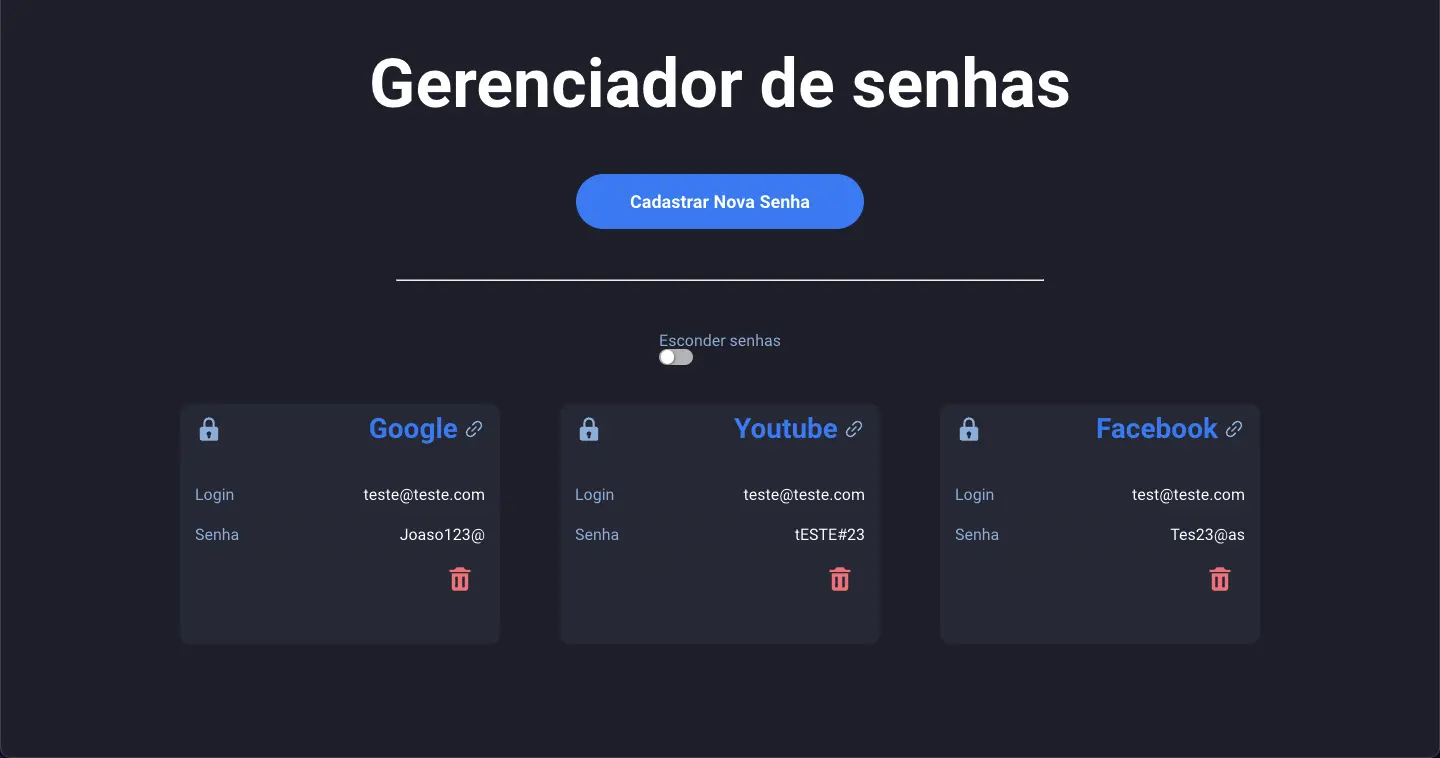 Gerenciador de senhas
Cadastrar Nova Senha
Esconder senhas
Google
Login teste@teste.com
Senha Joaso123@
Youtube
Login teste@teste.com
Senha tESTE#23
Facebook
Login test@teste.com
Senha Tes23@as